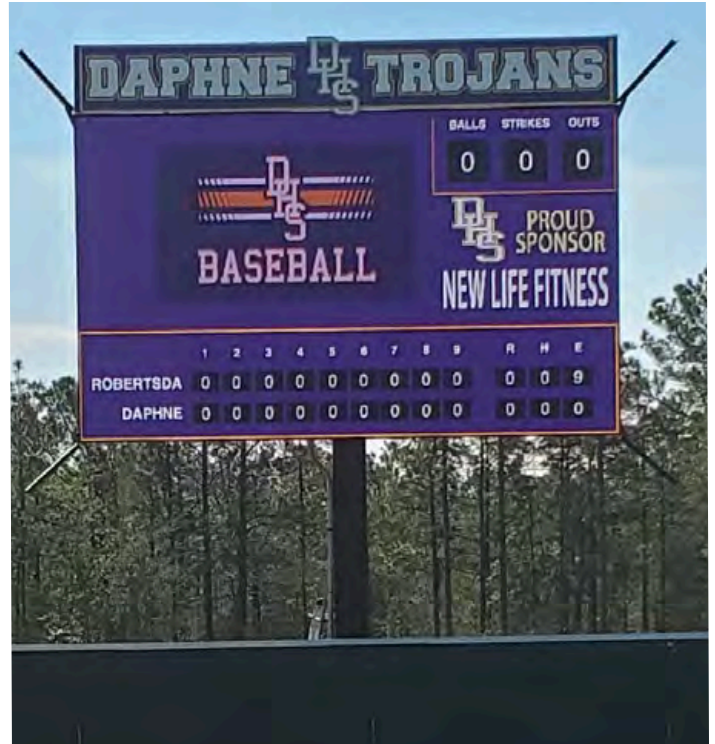 DAPHNE DHS TROJANS
BALLS STRIKES OUTS
0 0 0
DHS
BASEBALL
DHS PROUD
SPONSOR
NEW LIFE FITNESS
1 2 3 4 5 6 7 8 9 R H E
ROBERTSDA 0 0 0 0 0 0 0 0 0 0 0 9
DAPHNE 0 0 0 0 0 0 0 0 0 0 0 0